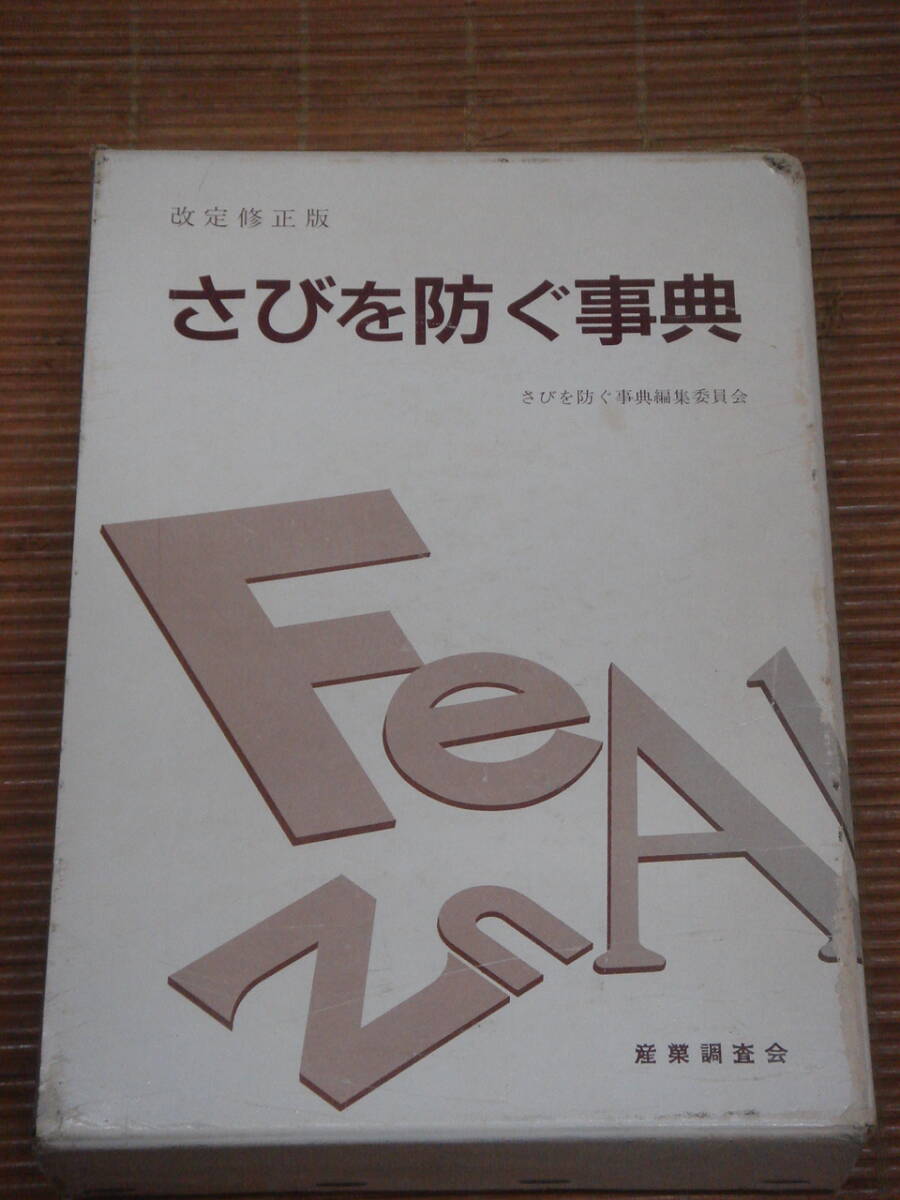 改定修正版
さびを防ぐ事典
さびを防ぐ事典編集委員会
Fe
Al
Zn
産業調査会